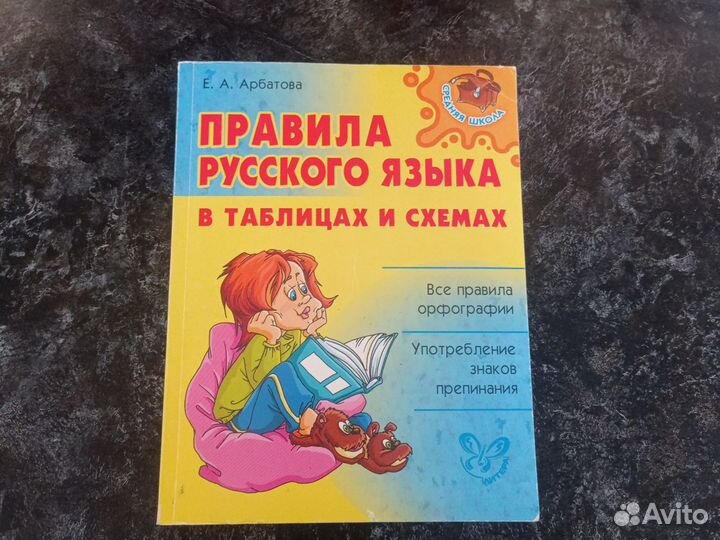 Е. А. Арбатова
СРЕДНЯЯ ШКОЛА
ПРАВИЛА
РУССКОГО ЯЗЫКА
В ТАБЛИЦАХ И СХЕМАХ
Все правила
орфографии
Употребление
знаков
препинания
ЛИТЕРА
Avito